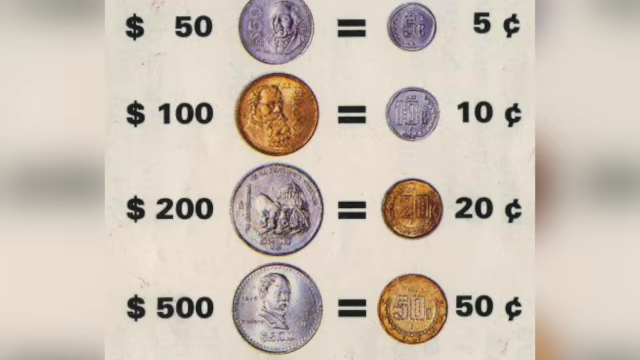 $ 50 = 5 ¢
$ 100 = 10 ¢
$ 200 = 20 ¢
$ 500 = 50 ¢